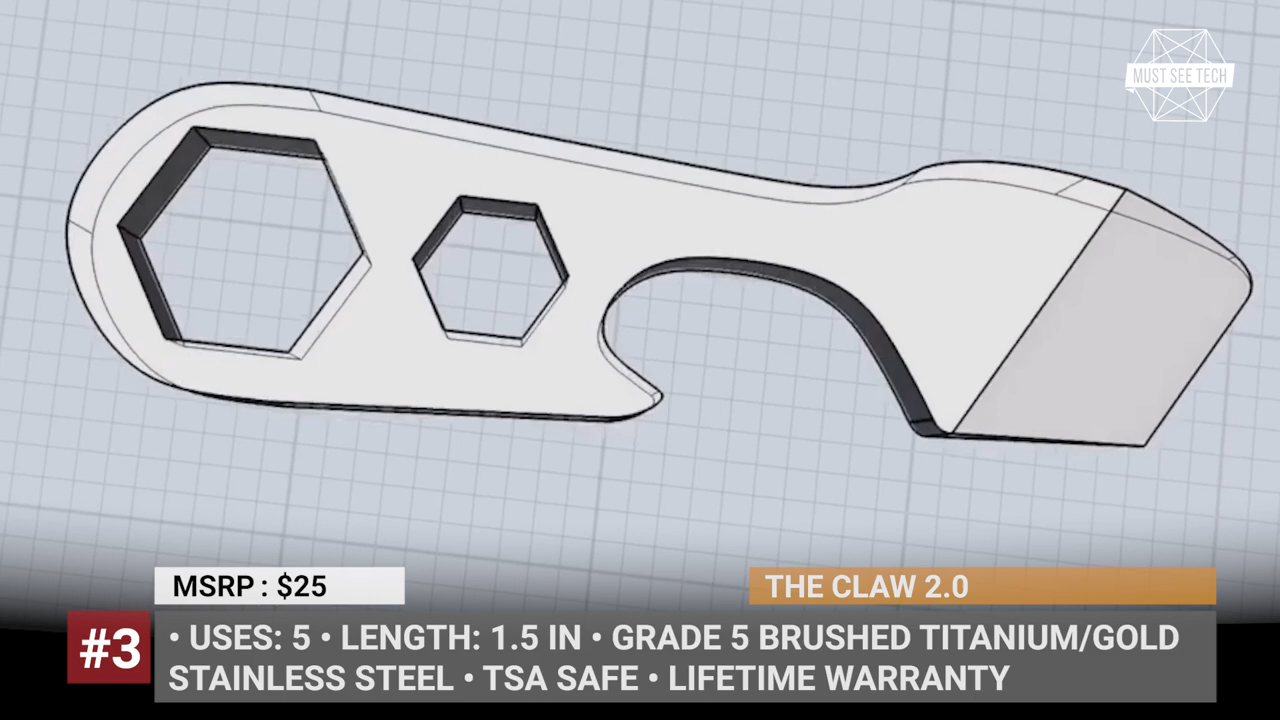 MUST SEE TECH
MSRP : $25
THE CLAW 2.0
#3
• USES: 5 • LENGTH: 1.5 IN • GRADE 5 BRUSHED TITANIUM/GOLD
STAINLESS STEEL • TSA SAFE • LIFETIME WARRANTY